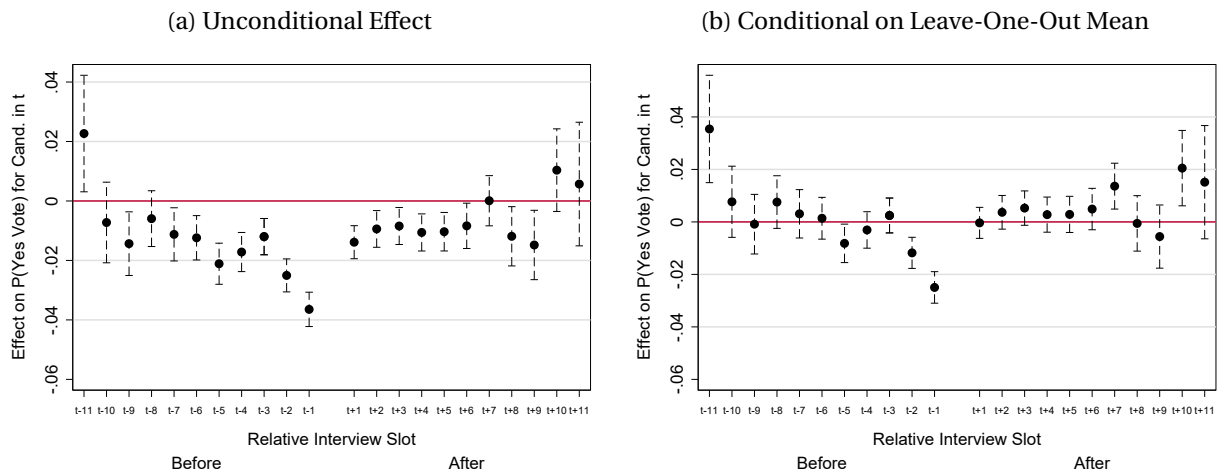 (a) Unconditional Effect
Effect on P(Yes Vote) for Cand. in t
.04
.02
0
-.02
-.04
-.06
t-11 t-10 t-9 t-8 t-7 t-6 t-5 t-4 t-3 t-2 t-1 t+1 t+2 t+3 t+4 t+5 t+6 t+7 t+8 t+9 t+10 t+11
Relative Interview Slot
Before After
(b) Conditional on Leave-One-Out Mean
Effect on P(Yes Vote) for Cand. in t
.04
.02
0
-.02
-.04
-.06
t-11 t-10 t-9 t-8 t-7 t-6 t-5 t-4 t-3 t-2 t-1 t+1 t+2 t+3 t+4 t+5 t+6 t+7 t+8 t+9 t+10 t+11
Relative Interview Slot
Before After